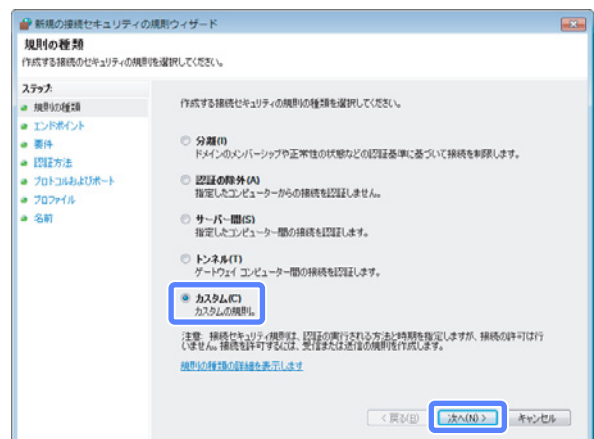 新規の接続セキュリティの規則ウィザード
規則の種類
作成する接続のセキュリティの規則を選択してください。
ステップ:
規則の種類
エンドポイント
要件
認証方法
プロトコルおよびポート
プロファイル
名前
作成する接続セキュリティの規則の種類を選択してください。
分離(I)
ドメインのメンバーシップや正常性の状態などの認証基準に基づいて接続を制限します。
認証の除外(A)
指定したコンピューターからの接続を認証しません。
サーバー間(S)
指定したコンピューター間の接続を認証します。
トンネル(T)
ゲートウェイ コンピューター間の接続を認証します。
カスタム(C)
カスタムの規則。
注意: 接続セキュリティ規則は、認証の実行される方法と時期を指定しますが、接続の許可は行
いません。接続を許可するには、受信または送信の規則を作成します。
規則の種類の詳細を表示します
< 戻る(B)
次へ(N) >
キャンセル